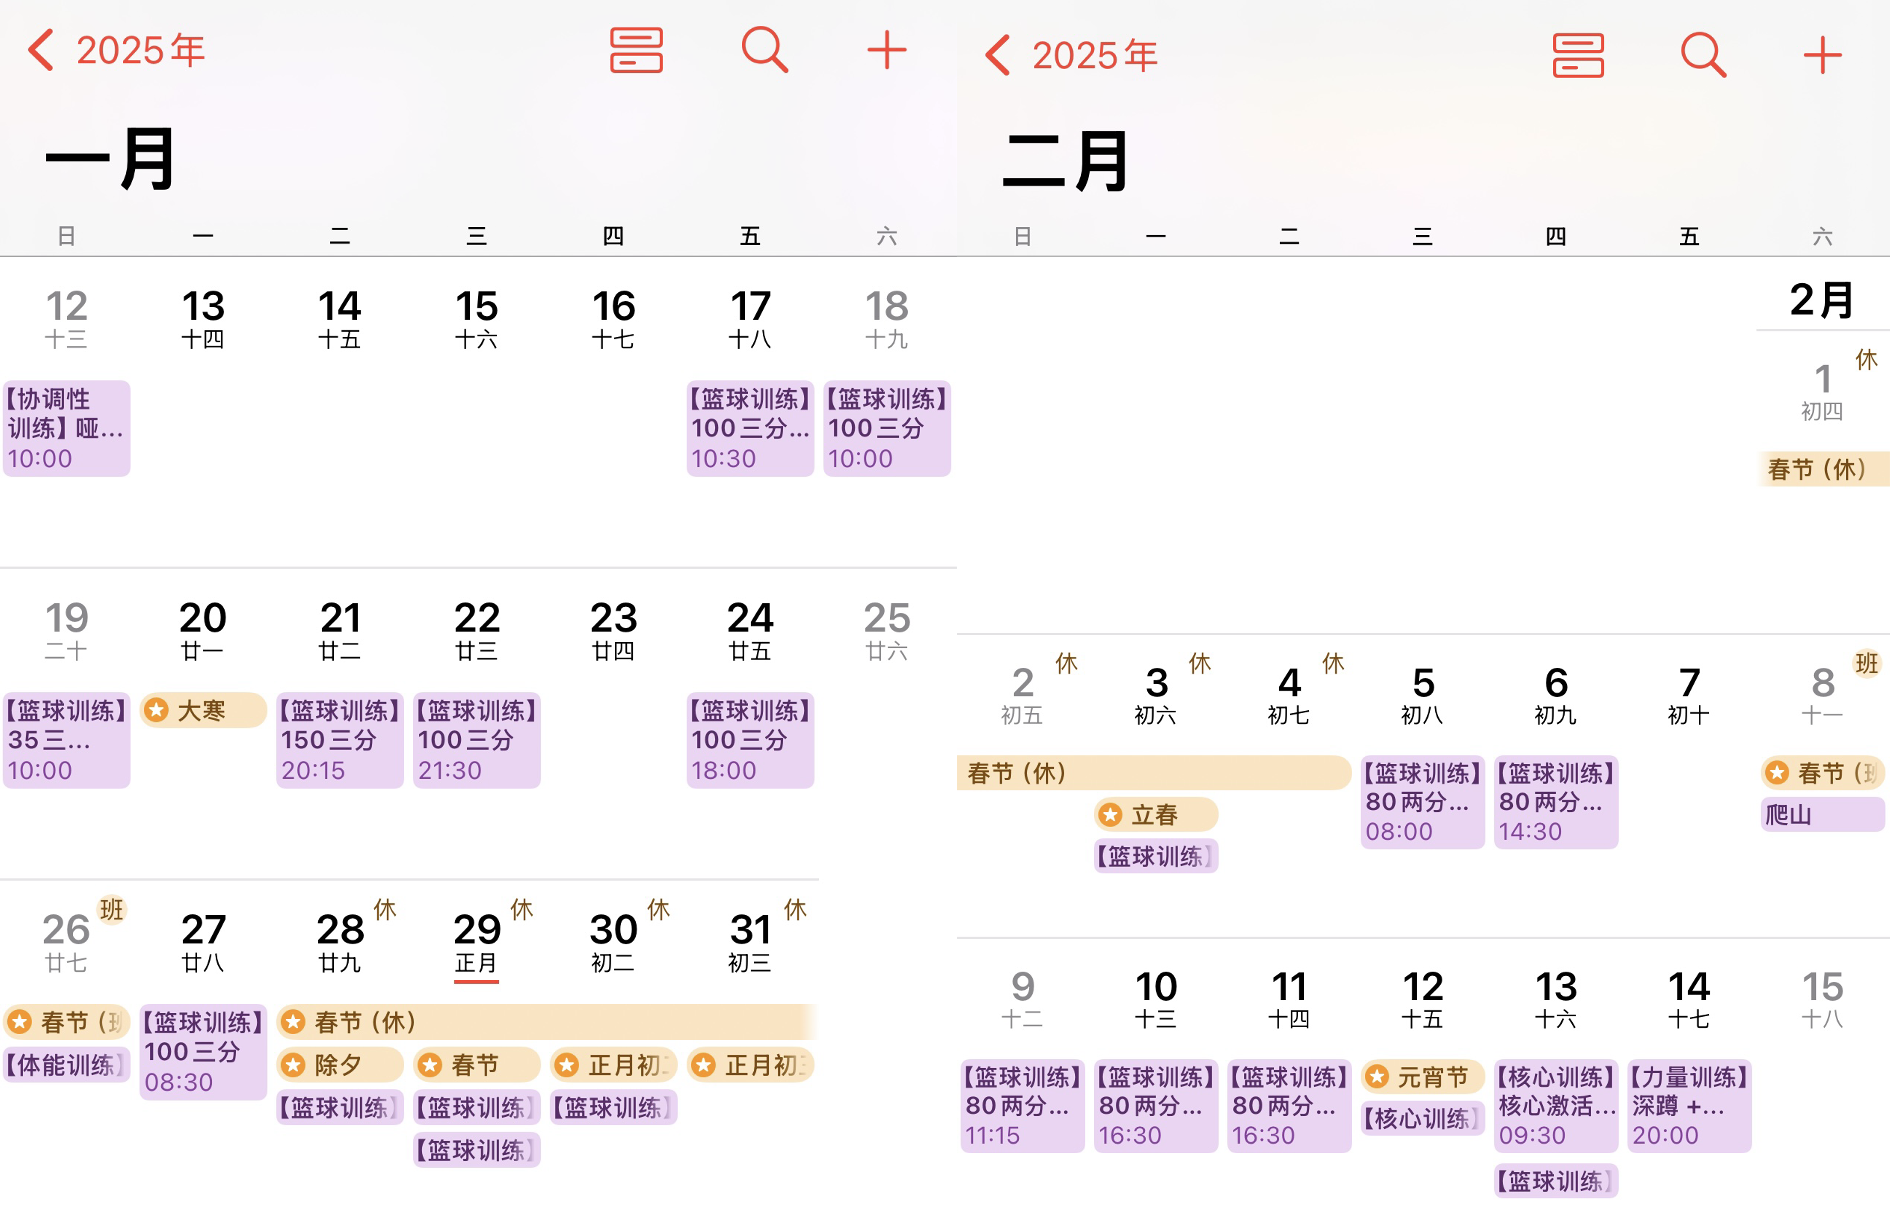 2025年
一月
日 一 二 三 四 五 六
12 13 14 15 16 17 18
十三 十四 十五 十六 十七 十八 十九
【协调性
训练】哑…
10:00
【篮球训练】
100三分…
10:30
【篮球训练】
100三分
10:00
19 20 21 22 23 24 25
二十 廿一 廿二 廿三 廿四 廿五 廿六
【篮球训练】
35三…
10:00
大寒
【篮球训练】
150三分
20:15
【篮球训练】
100三分
21:30
【篮球训练】
100三分
18:00
26 班 27 28 休 29 休 30 休 31 休
廿七 廿八 廿九 正月 初二 初三
春节（
【体能训练】
【篮球训练】
100三分
08:30
春节（休）
除夕
【篮球训练】
春节
【篮球训练】
【篮球训练】
正月初
【篮球训练】
正月初
2025年
二月
日 一 二 三 四 五 六
2月
1 休
初四
春节（休）
2 休 3 休 4 休 5 6 7 8 班
初五 初六 初七 初八 初九 初十 十一
春节（休）
立春
【篮球训练】
【篮球训练】
80两分…
08:00
【篮球训练】
80两分…
14:30
春节（
爬山
9 10 11 12 13 14 15
十二 十三 十四 十五 十六 十七 十八
【篮球训练】
80两分…
11:15
【篮球训练】
80两分…
16:30
【篮球训练】
80两分…
16:30
元宵节
【核心训练】
【核心训练】
核心激活…
09:30
【篮球训练】
【力量训练】
深蹲 +…
20:00